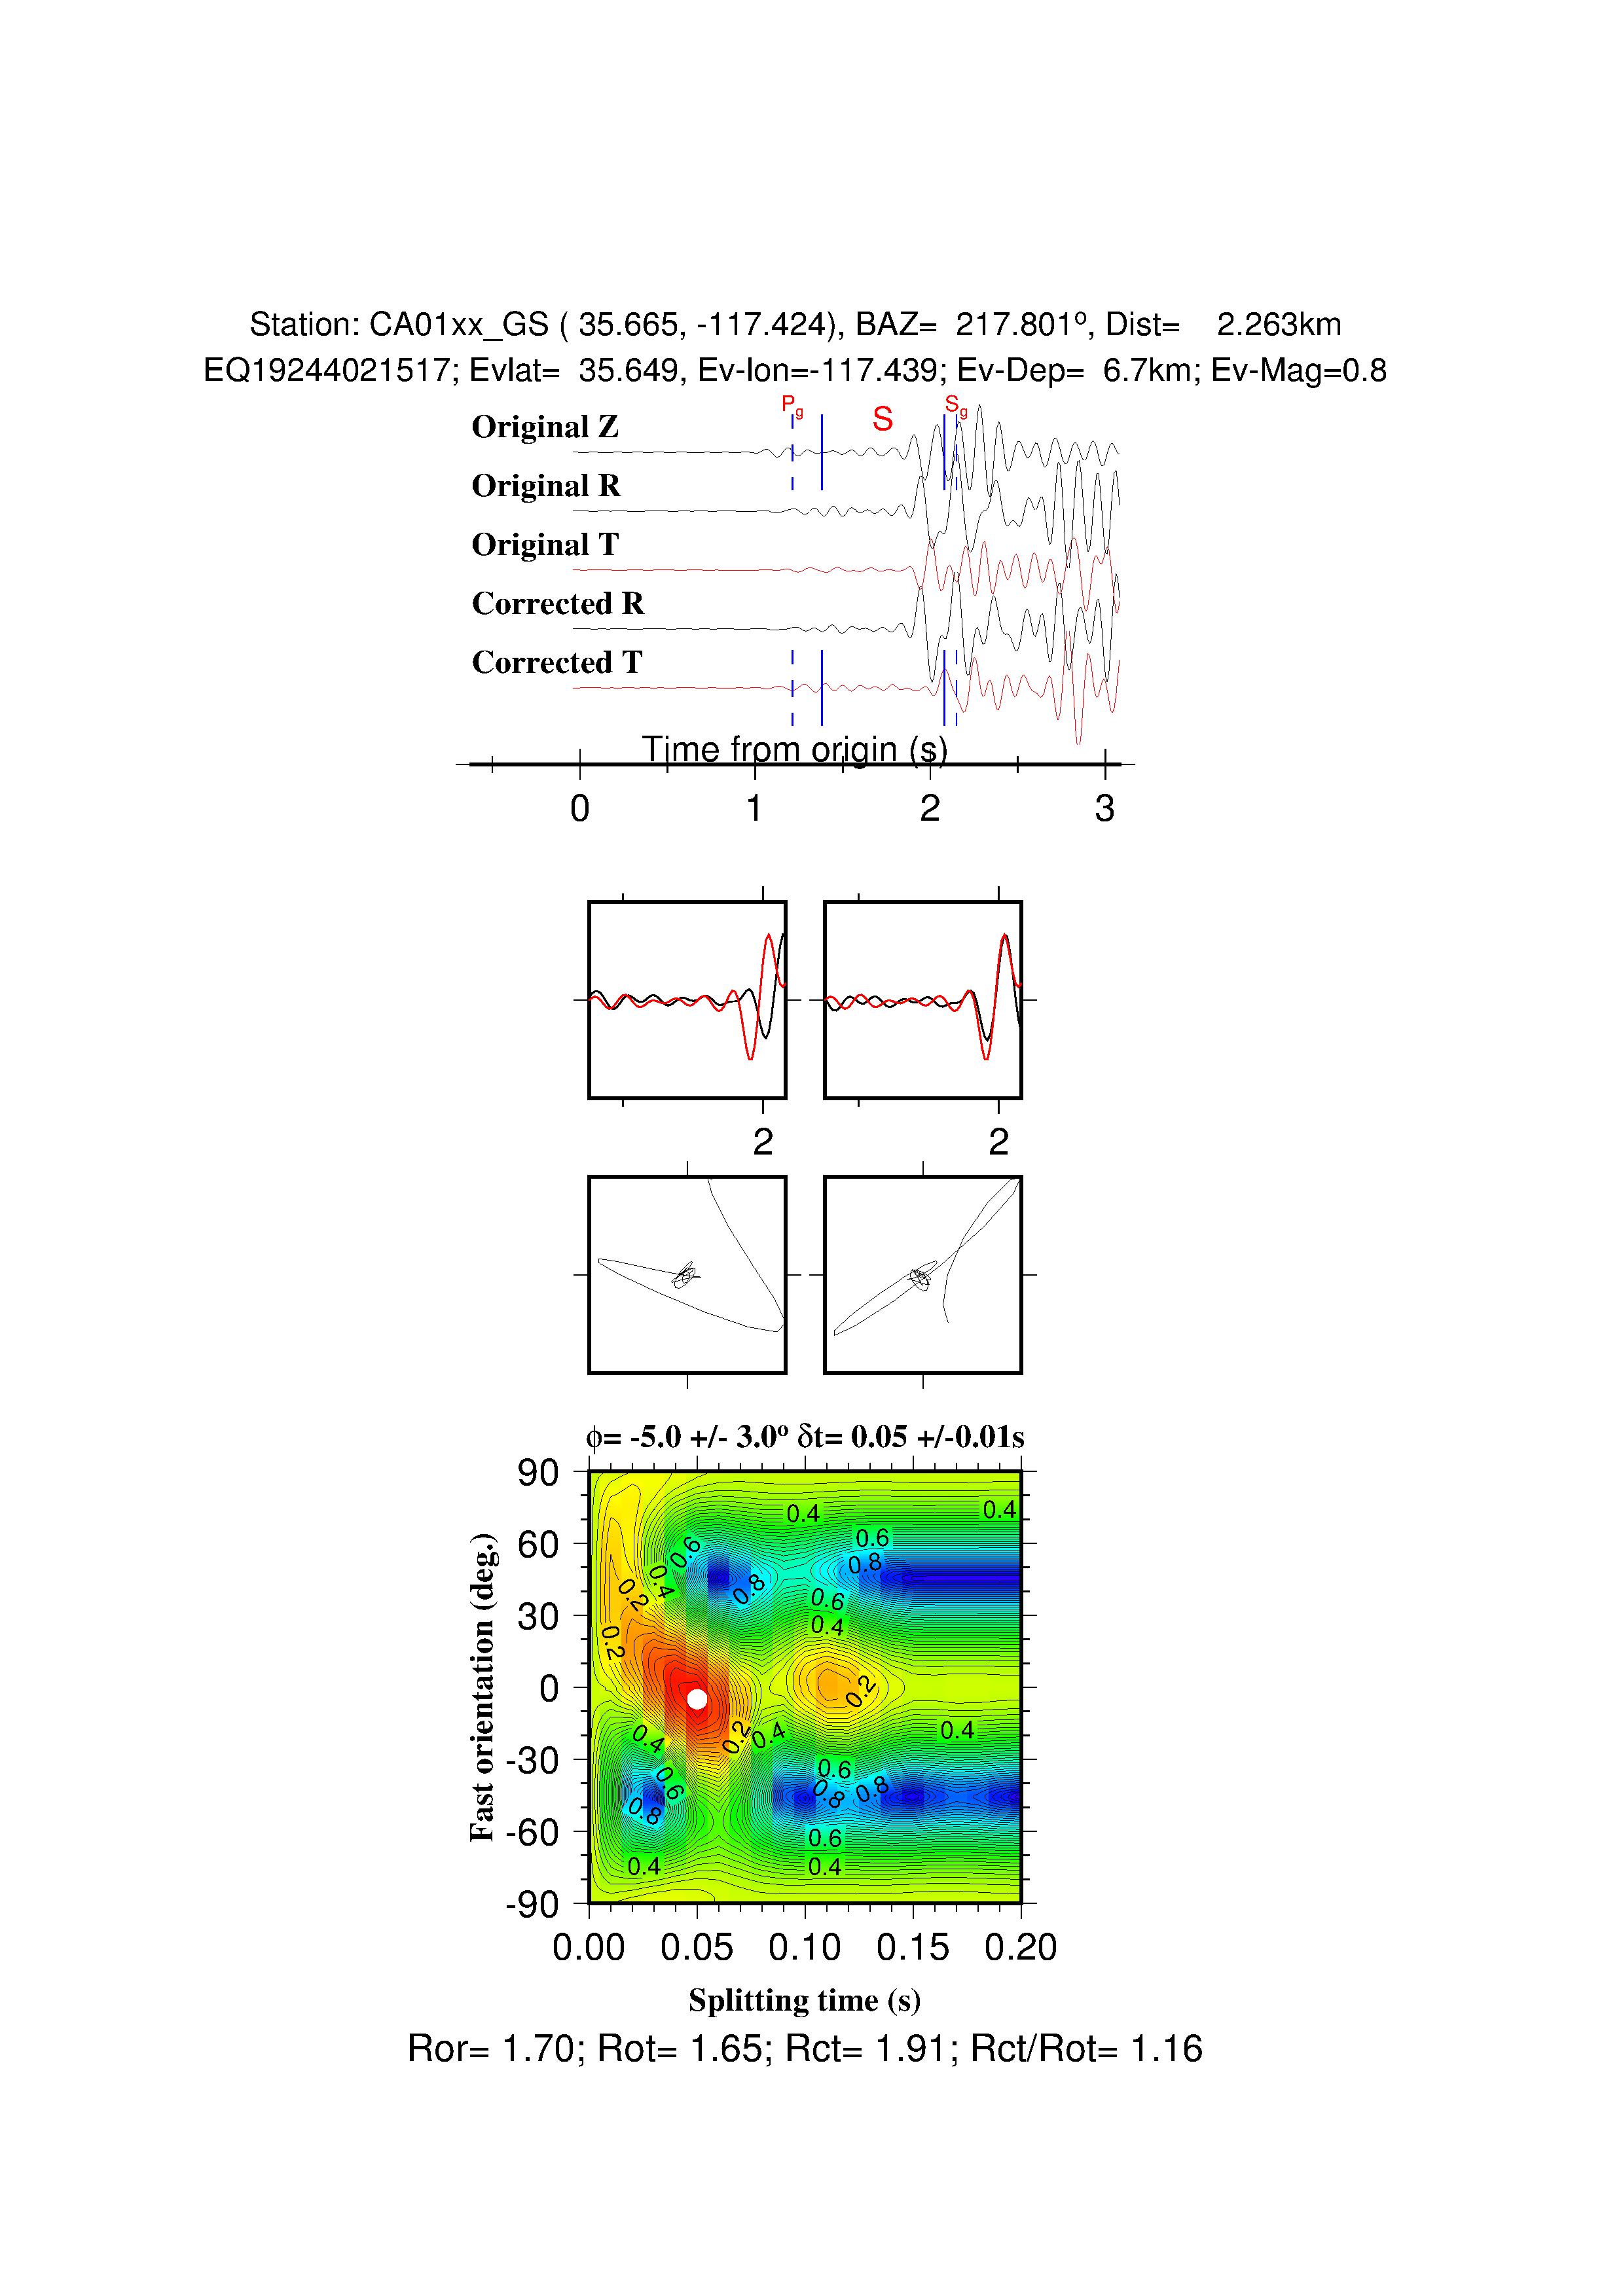 Station: CA01xx_GS ( 35.665, -117.424), BAZ= 217.801º, Dist= 2.263km
EQ19244021517; Evlat= 35.649, Ev-lon=-117.439; Ev-Dep= 6.7km; Ev-Mag=0.8
Pg S Sg
Original Z
Original R
Original T
Corrected R
Corrected T
Time from origin (s)
0 1 2 3
2 2
ϕ= -5.0 +/- 3.0º δt= 0.05 +/-0.01s
90
60
30
0
-30
-60
-90
Fast orientation (deg.)
0.4 0.4
0.6 0.6
0.4 0.8 0.8
0.2 0.6
0.2 0.4
0.2
0.4 0.2 0.4 0.4
0.6 0.6
0.8 0.8 0.8
0.6
0.4 0.4
0.00 0.05 0.10 0.15 0.20
Splitting time (s)
Ror= 1.70; Rot= 1.65; Rct= 1.91; Rct/Rot= 1.16